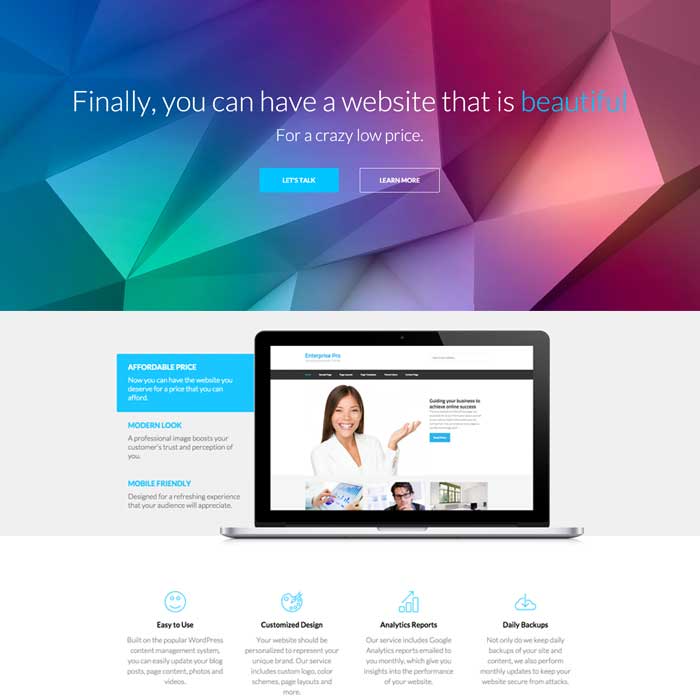 Finally, you can have a website that is beautiful
For a crazy low price.
LET'S TALK
LEARN MORE
AFFORDABLE PRICE
Now you can have the website you
deserve for a price that you can
afford.
MODERN LOOK
A professional image boosts your
customer's trust and perception of
you.
MOBILE FRIENDLY
Designed for a refreshing experience
that your audience will appreciate.
Enterprise Pro
Guiding your business to
achieve online success
Read More
Easy to Use
Built on the popular WordPress
content management system,
you can easily update your blog
posts, page content, photos and
videos.
Customized Design
Your website should be
personalized to represent your
unique brand. Our service
includes custom logo, color
schemes, page layouts and
more.
Analytics Reports
Our service includes Google
Analytics reports emailed to
you monthly, which give you
insights into the performance
of your website.
Daily Backups
Not only do we keep daily
backups of your site and
content, we also perform
monthly updates to keep your
website secure from attacks.